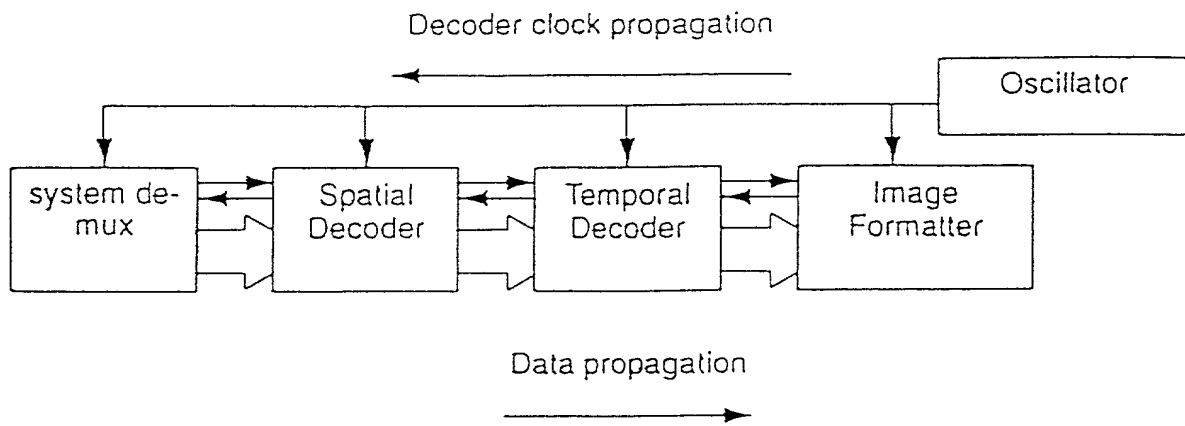 Decoder clock propagation
Oscillator
system de-
mux
Spatial
Decoder
Temporal
Decoder
Image
Formatter
Data propagation